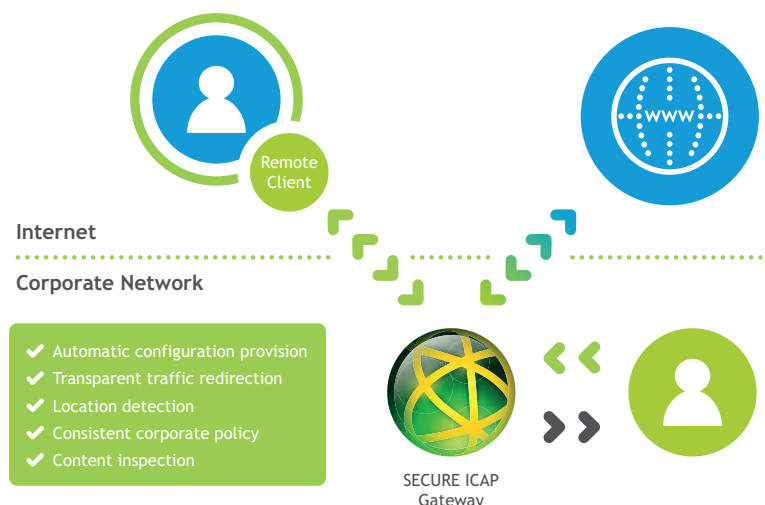 Remote
Client
WWW
Internet
Corporate Network
Automatic configuration provision
Transparent traffic redirection
Location detection
Consistent corporate policy
Content inspection
SECURE ICAP
Gateway